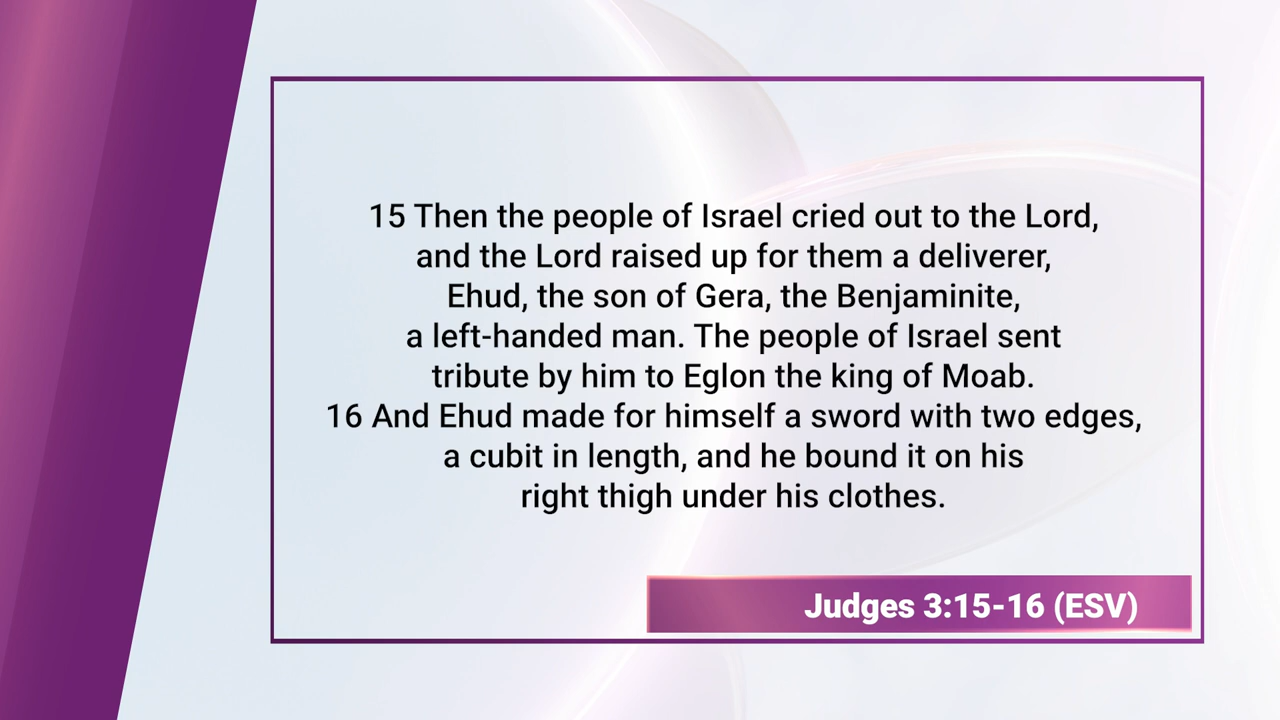 15 Then the people of Israel cried out to the Lord,
and the Lord raised up for them a deliverer,
Ehud, the son of Gera, the Benjaminite,
a left-handed man. The people of Israel sent
tribute by him to Eglon the king of Moab.
16 And Ehud made for himself a sword with two edges,
a cubit in length, and he bound it on his
right thigh under his clothes.
Judges 3:15-16 (ESV)